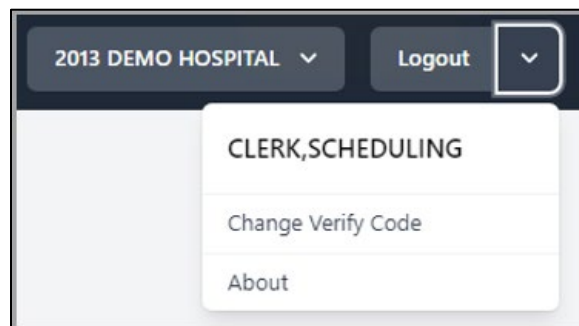 2013 DEMO HOSPITAL
Logout
CLERK,SCHEDULING
Change Verify Code
About